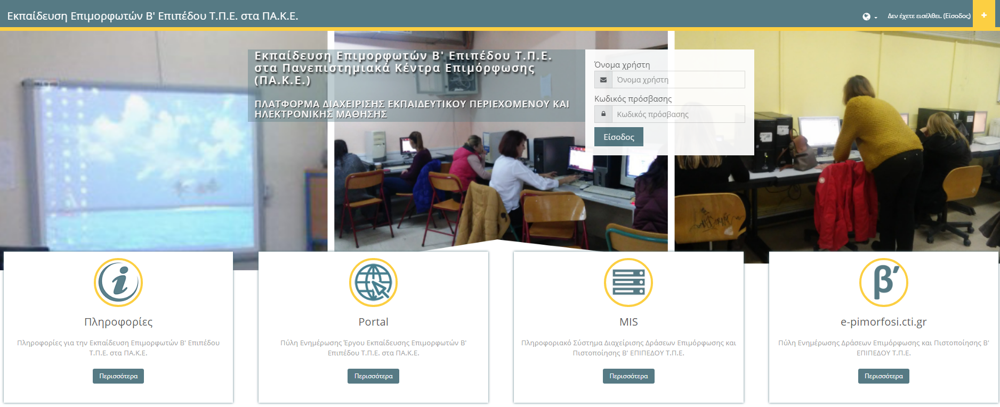 Εκπαίδευση Επιμορφωτών Β' Επιπέδου Τ.Π.Ε. στα ΠΑ.Κ.Ε.
Δεν έχετε εισέλθει. (Είσοδος)
Εκπαίδευση Επιμορφωτών Β' Επιπέδου Τ.Π.Ε.
στα Πανεπιστημιακά Κέντρα Επιμόρφωσης
(ΠΑ.Κ.Ε.)
ΠΛΑΤΦΟΡΜΑ ΔΙΑΧΕΙΡΙΣΗΣ ΕΚΠΑΙΔΕΥΤΙΚΟΥ ΠΕΡΙΕΧΟΜΕΝΟΥ ΚΑΙ
ΗΛΕΚΤΡΟΝΙΚΗΣ ΜΑΘΗΣΗΣ
Όνομα χρήστη
Όνομα χρήστη
Κωδικός πρόσβασης
Κωδικός πρόσβασης
Είσοδος
Πληροφορίες
Πληροφορίες για την Εκπαίδευση Επιμορφωτών Β' Επιπέδου
Τ.Π.Ε. στα ΠΑ.Κ.Ε.
Περισσότερα
Portal
Πύλη Ενημέρωσης Έργου Εκπαίδευσης Επιμορφωτών Β'
Επιπέδου Τ.Π.Ε. στα ΠΑ.Κ.Ε.
Περισσότερα
MIS
Πληροφοριακό Σύστημα Διαχείρισης Δράσεων Επιμόρφωσης και
Πιστοποίησης Β' ΕΠΙΠΕΔΟΥ Τ.Π.Ε.
Περισσότερα
β'
e-pimorfosi.cti.gr
Πύλη Ενημέρωσης Δράσεων Επιμόρφωσης και Πιστοποίησης Β'
ΕΠΙΠΕΔΟΥ Τ.Π.Ε.
Περισσότερα